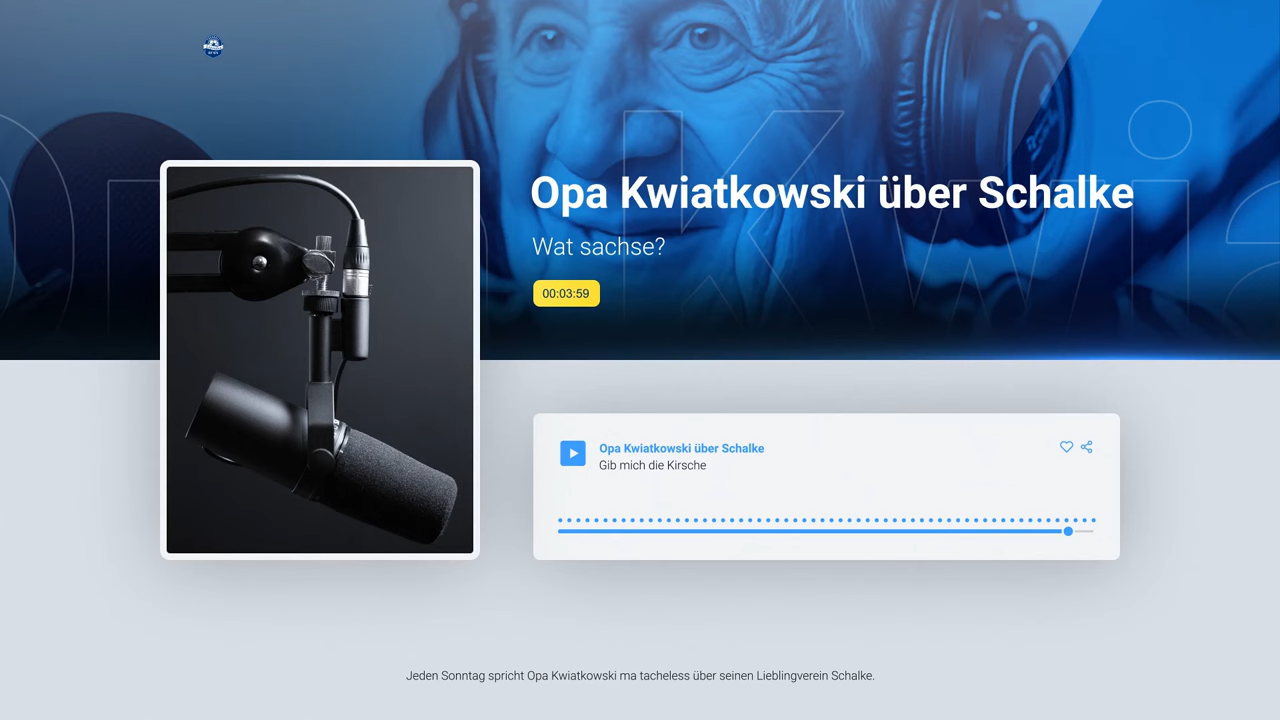 Opa Kwiatkowski über Schalke
Wat sachse?
00:03:59
Opa Kwiatkowski über Schalke
Gib mich die Kirsche
Jeden Sonntag spricht Opa Kwiatkowski ma tacheless über seinen Lieblingverein Schalke.